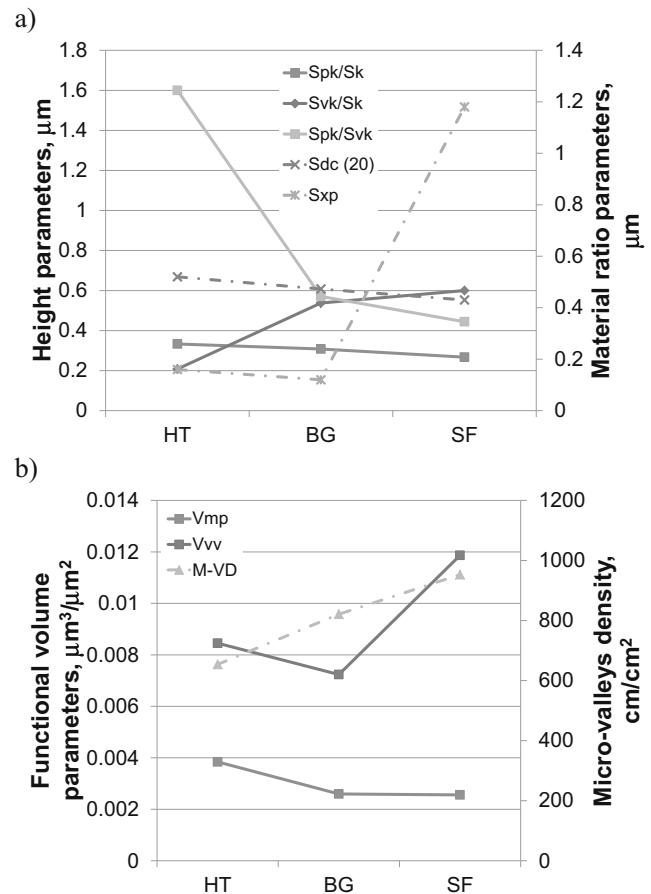 a)
1.8
1.6
1.4
1.2
1
0.8
0.6
0.4
0.2
0
Height parameters, μm
Spk/Sk
Svk/Sk
Spk/Svk
Sdc (20)
Sxp
1.4
1.2
1
0.8
0.6
0.4
0.2
0
Material ratio parameters,
μm
HT BG SF
b)
0.014
0.012
0.01
0.008
0.006
0.004
0.002
0
Functional volume
parameters, μm³/μm²
Vmp
Vvv
M-VD
1200
1000
800
600
400
200
0
Micro-valleys density,
cm/cm²
HT BG SF